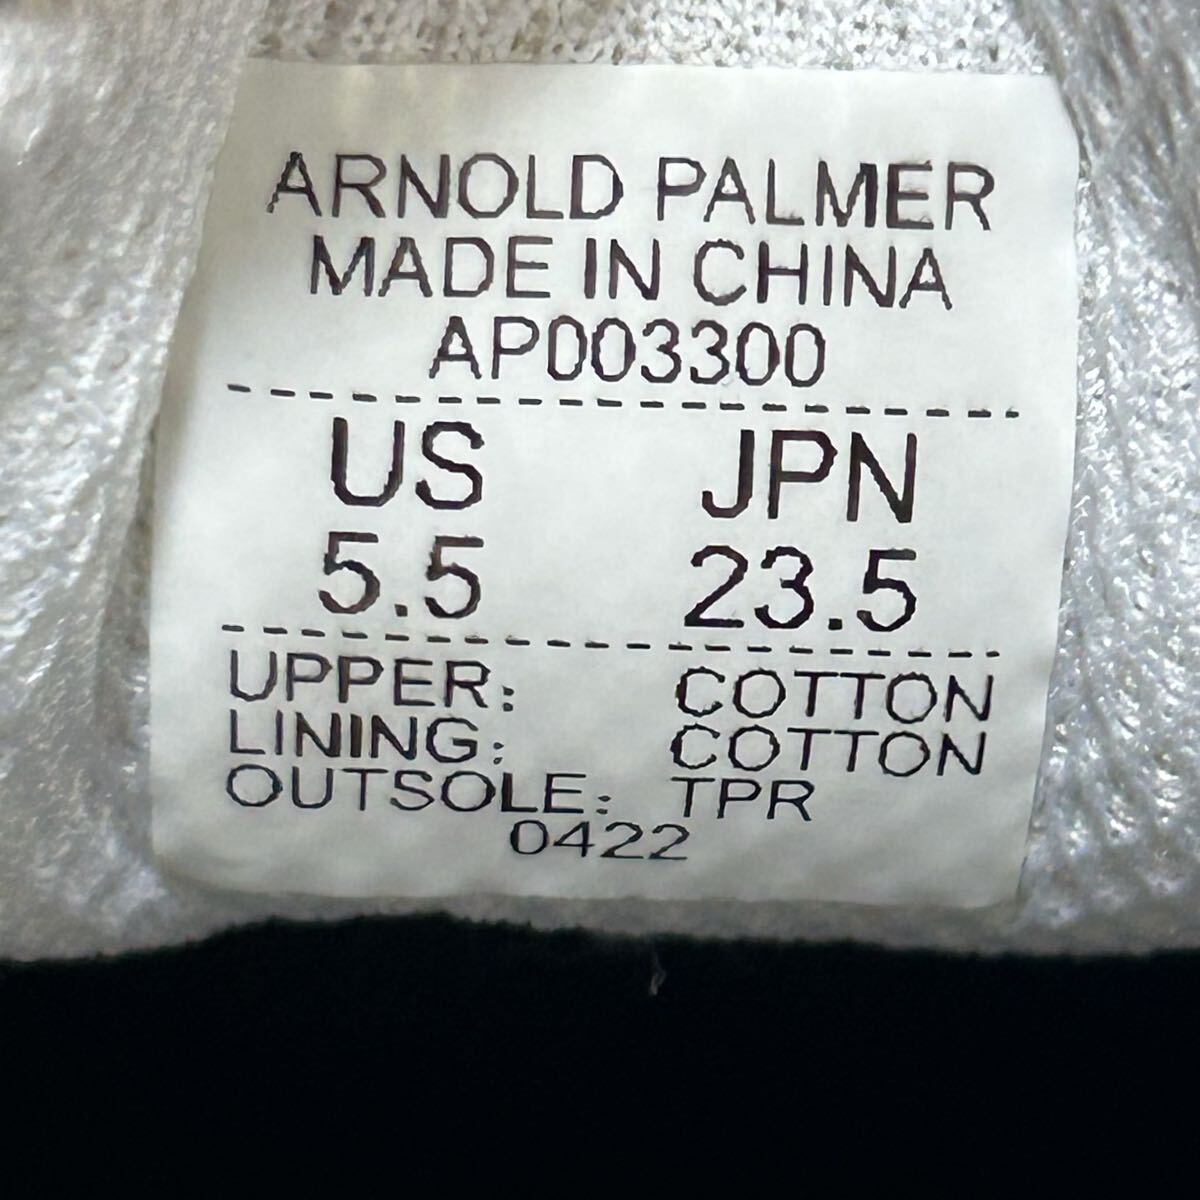 ARNOLD PALMER
MADE IN CHINA
AP003300
US JPN
5.5 23.5
UPPER: COTTON
LINING: COTTON
OUTSOLE: TPR
0422